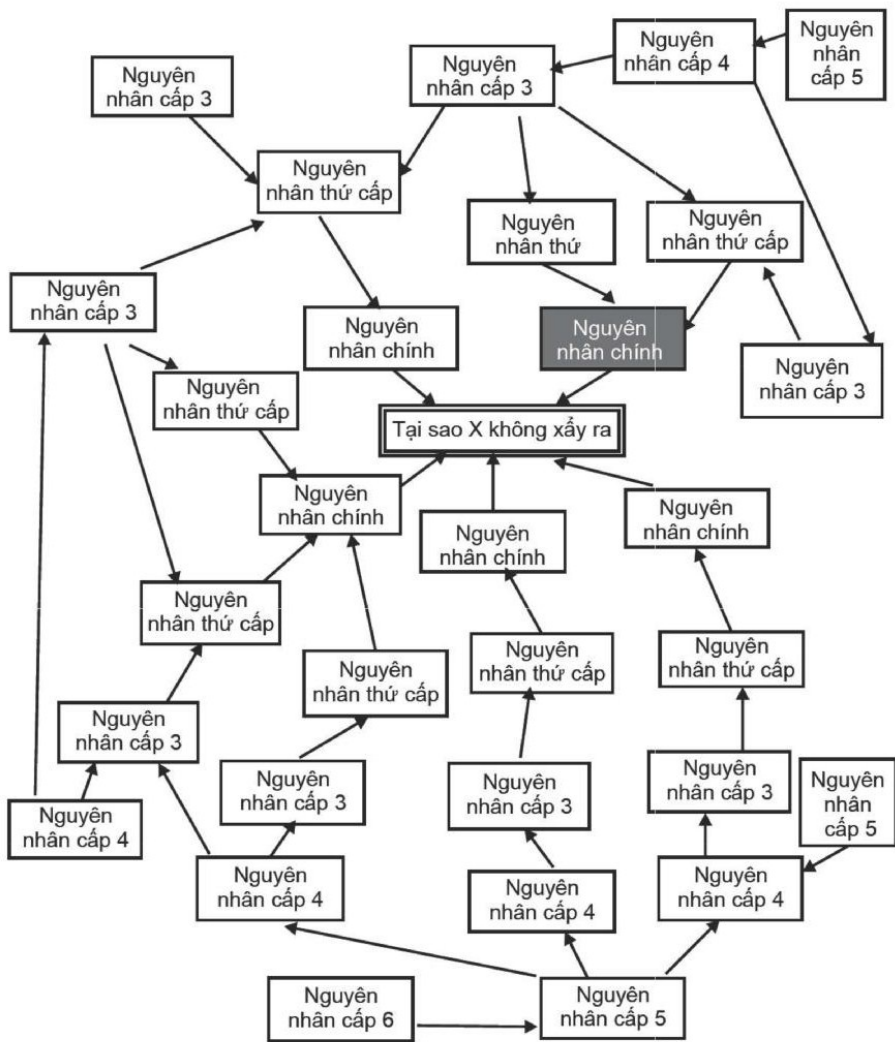 Nguyên
nhân cấp 3
Nguyên
nhân cấp 3
Nguyên
nhân cấp 4
Nguyên
nhân
cấp 5
Nguyên
nhân thứ cấp
Nguyên
nhân thứ
Nguyên
nhân thứ cấp
Nguyên
nhân cấp 3
Nguyên
nhân chính
Nguyên
nhân chính
Nguyên
nhân cấp 3
Nguyên
nhân thứ cấp
Tại sao X không xẩy ra
Nguyên
nhân chính
Nguyên
nhân chính
Nguyên
nhân chính
Nguyên
nhân thứ cấp
Nguyên
nhân thứ cấp
Nguyên
nhân thứ cấp
Nguyên
nhân thứ cấp
Nguyên
nhân cấp 3
Nguyên
nhân cấp 3
Nguyên
nhân cấp 3
Nguyên
nhân cấp 3
Nguyên
nhân
cấp 5
Nguyên
nhân cấp 4
Nguyên
nhân cấp 4
Nguyên
nhân cấp 4
Nguyên
nhân cấp 4
Nguyên
nhân cấp 6
Nguyên
nhân cấp 5